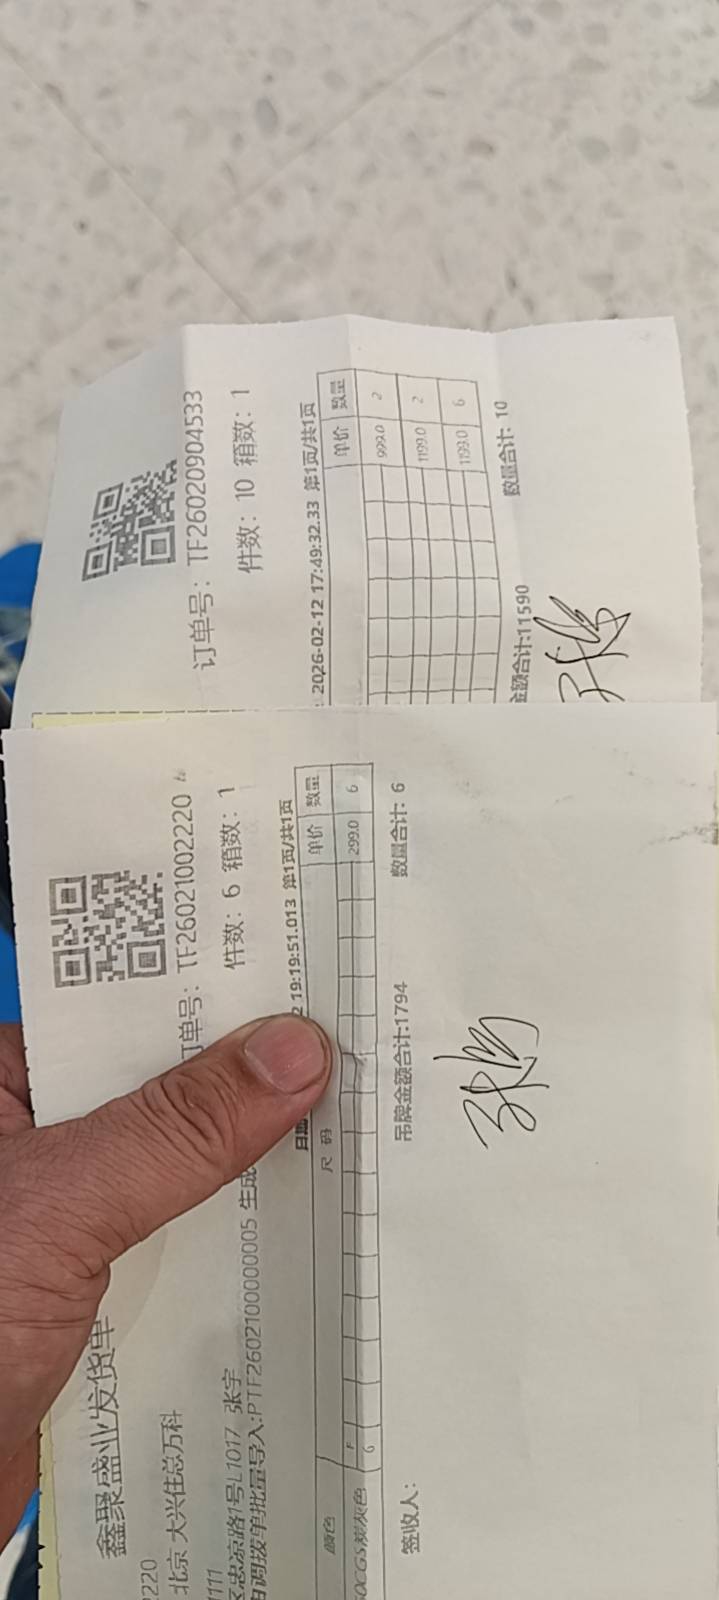 订单号: TF26020904533
件数: 10 箱数: 1
2026-02-12 17:49:32.33 第1页/共1页
单价 数量
999.0 2
1199.0 2
1199.0 6
金额合计:11590 数量合计: 10
鑫聚盛业发货单
2220 订单号: TF26021002220
北京 大兴住总万科 件数: 6 箱数: 1
1111
区忠凉路1号L1017 张宇
由调拨单批量导入:PTF2602100000005 生成 2 19:19:51.013 第1页/共1页
颜色 尺码 单价 数量
F
炭灰色 6 299.0 6
签收人: 吊牌金额合计:1794 数量合计: 6